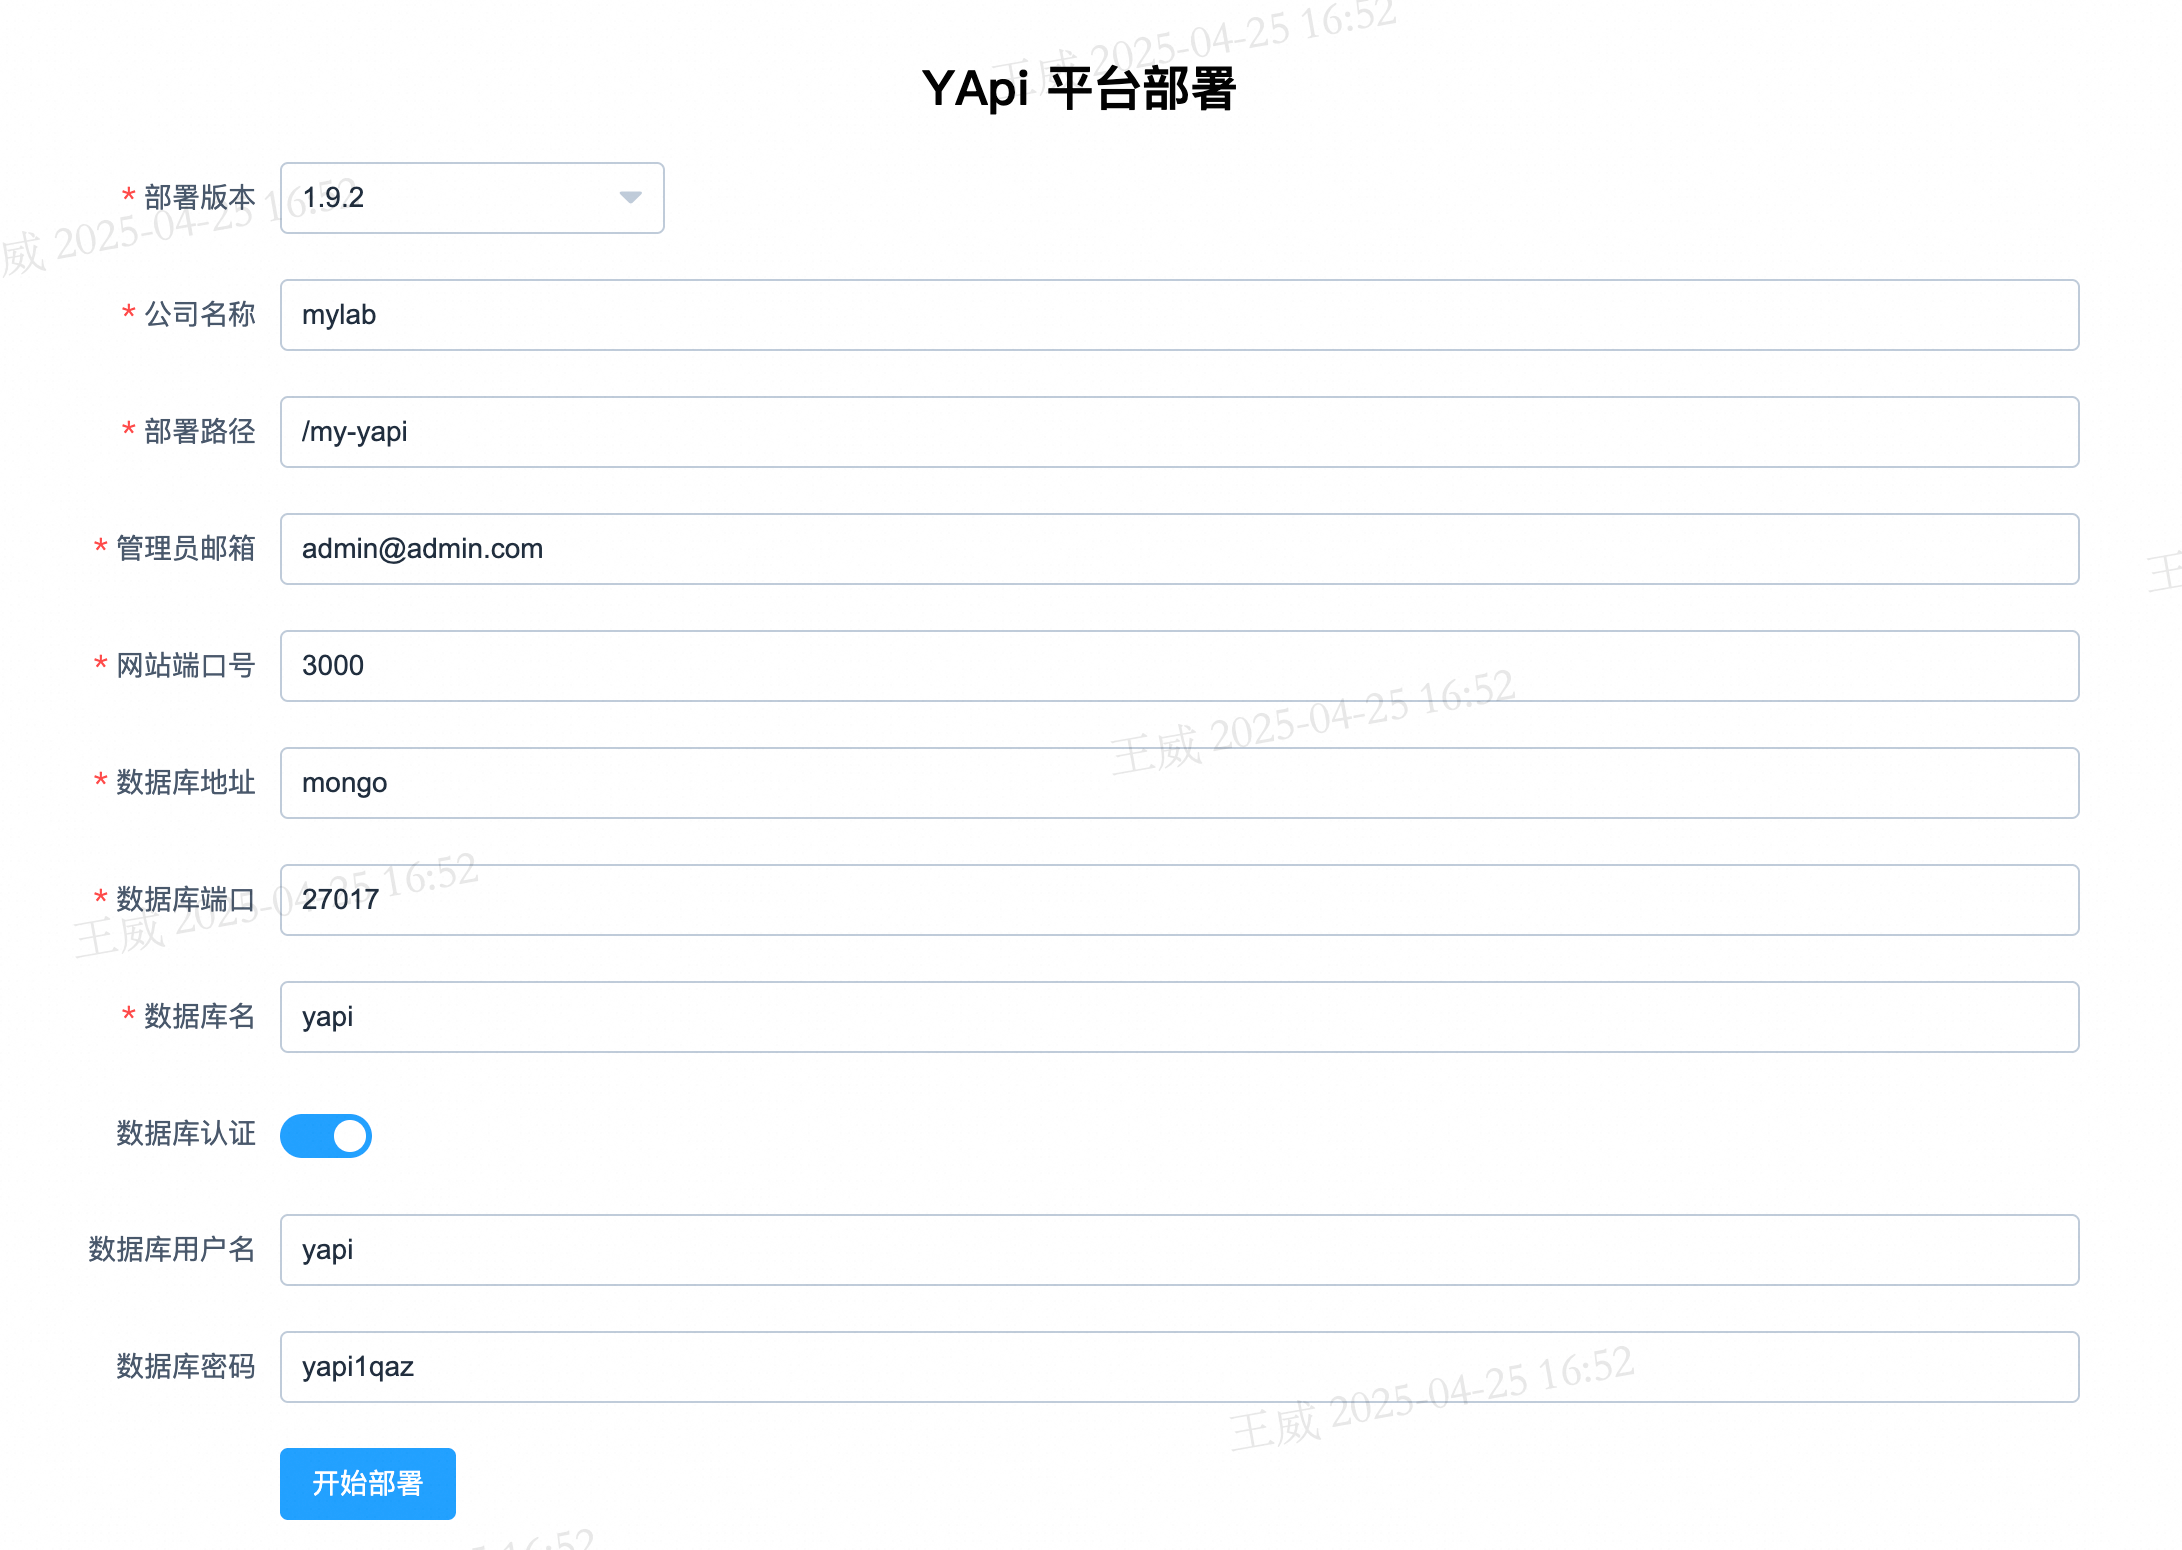 王威 2025-04-25 16:52
YApi 平台部署
* 部署版本 1.9.2
威 2025-04-25 16:52
* 公司名称 mylab
* 部署路径 /my-yapi
* 管理员邮箱 admin@admin.com
王
* 网站端口号 3000
王威 2025-04-25 16:52
* 数据库地址 mongo
* 数据库端口 27017
王威 2025-04-25 16:52
* 数据库名 yapi
数据库认证
数据库用户名 yapi
数据库密码 yapi1qaz
王威 2025-04-25 16:52
开始部署
16:52